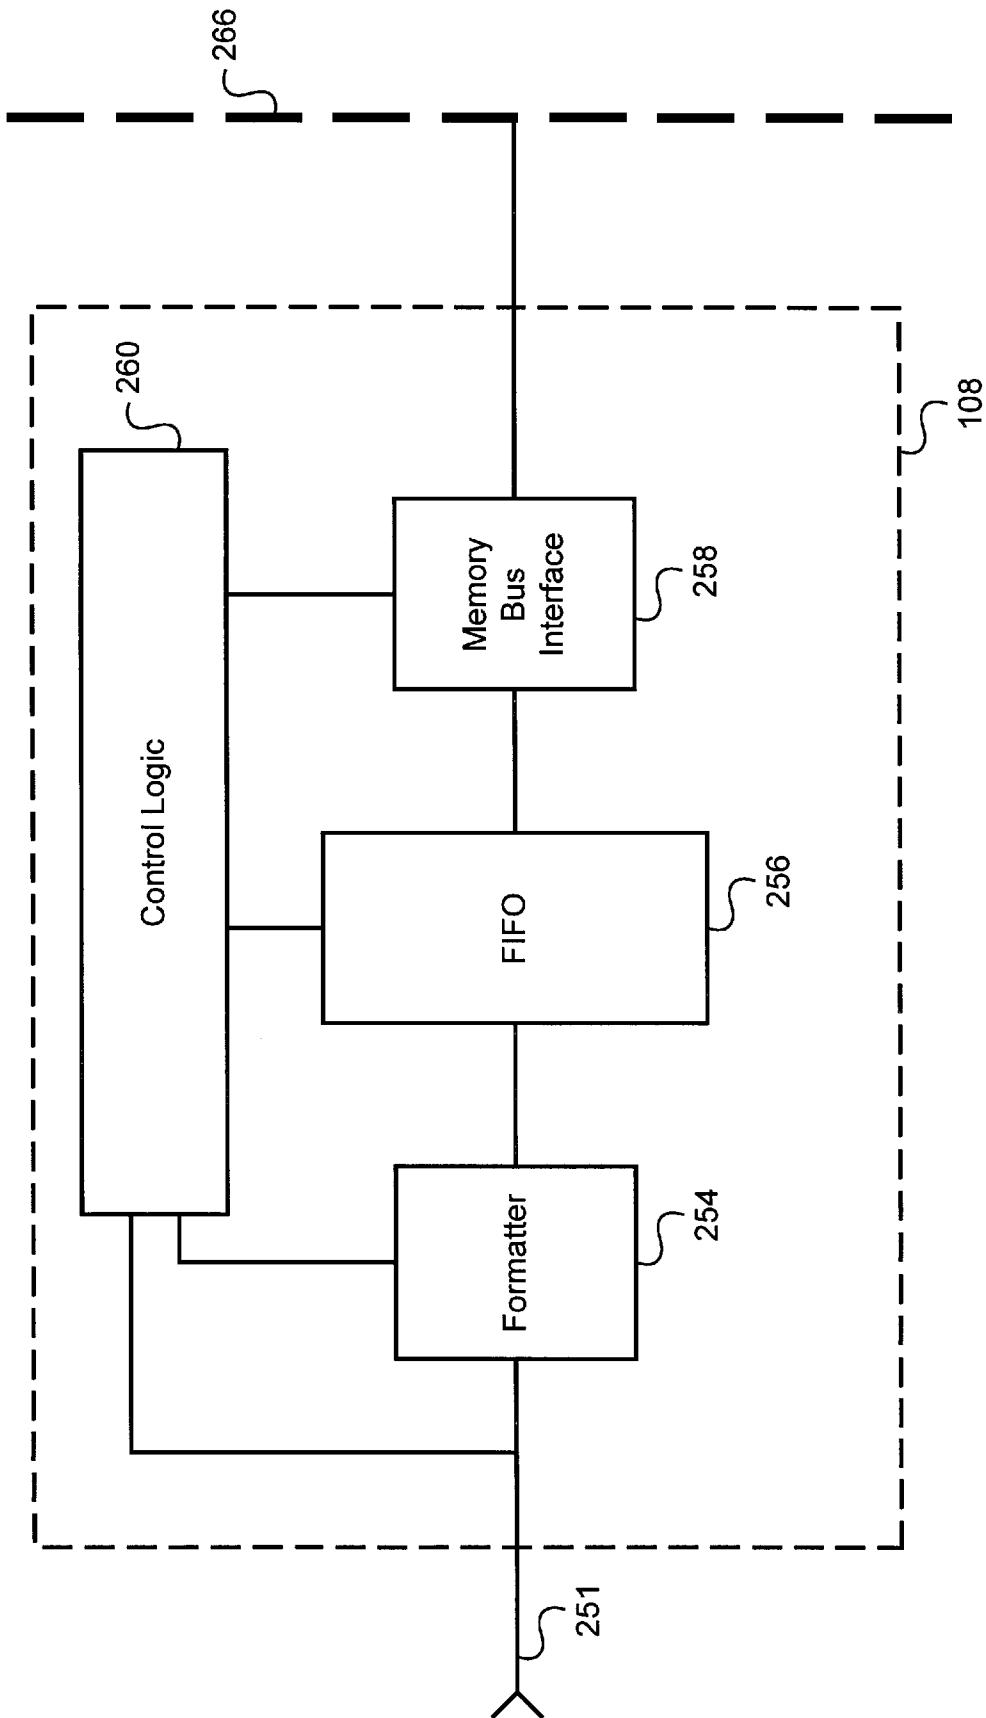 266
260
Control Logic
108
Memory
Bus
Interface
258
FIFO
256
Formatter
254
251